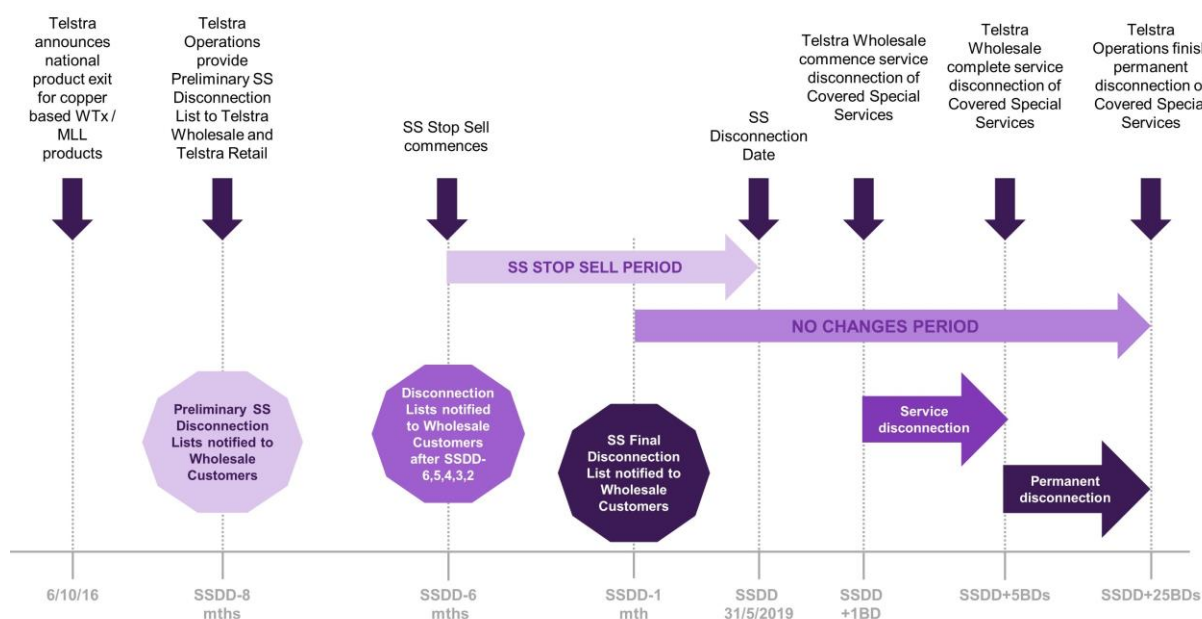 Telstra
announces
national
product exit
for copper
based WTx /
MLL
products
Telstra
Operations
provide
Preliminary SS
Disconnection
List to Telstra
Wholesale and
Telstra Retail
SS Stop Sell
commences
SS
Disconnection
Date
Telstra Wholesale
commence service
disconnection of
Covered Special
Services
Telstra
Wholesale
complete service
disconnection of
Covered Special
Services
Telstra
Operations finish
permanent
disconnection o
Covered Specia
Services
SS STOP SELL PERIOD
NO CHANGES PERIOD
Preliminary SS
Disconnection
Lists notified to
Wholesale
Customers
Disconnection
Lists notified
to Wholesale
Customers
after SSDD-
6,5,4,3,2
SS Final
Disconnection
List notified to
Wholesale
Customers
Service
disconnection
Permanent
disconnection
6/10/16
SSDD-8
mths
SSDD-6
mths
SSDD-1
mth
SSDD
31/5/2019
SSDD
+1BD
SSDD+5BDs
SSDD+25BDs